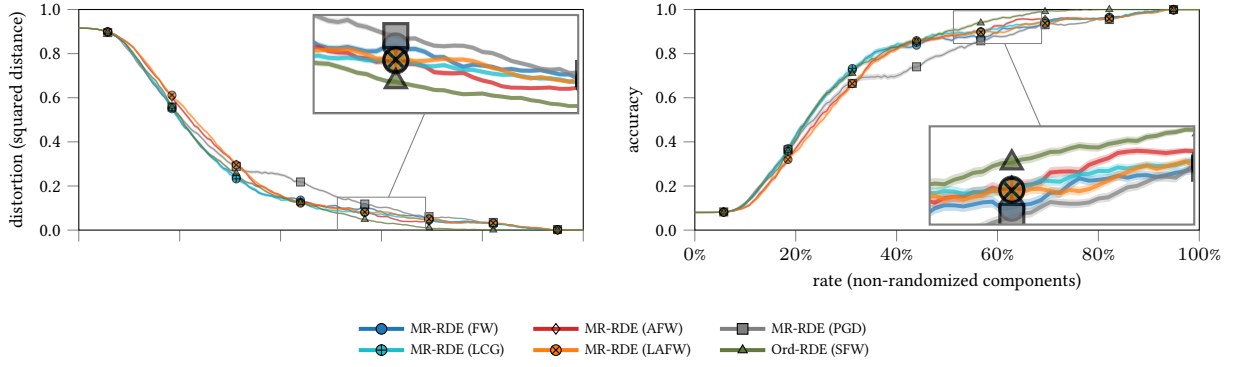 distortion (squared distance)
1.0
0.8
0.6
0.4
0.2
0.0
accuracy
1.0
0.8
0.6
0.4
0.2
0.0
0% 20% 40% 60% 80% 100%
rate (non-randomized components)
MR-RDE (FW) MR-RDE (AFW) MR-RDE (PGD)
MR-RDE (LCG) MR-RDE (LAFW) Ord-RDE (SFW)